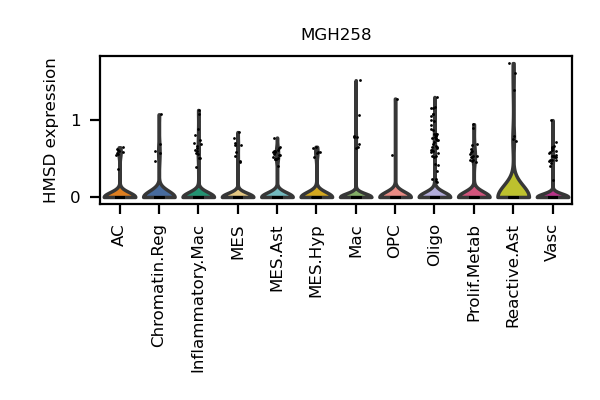 MGH258
HMSD expression
1
0
AC
Chromatin.Reg
Inflammatory.Mac
MES
MES.Ast
MES.Hyp
Mac
OPC
Oligo
Prolif.Metab
Reactive.Ast
Vasc